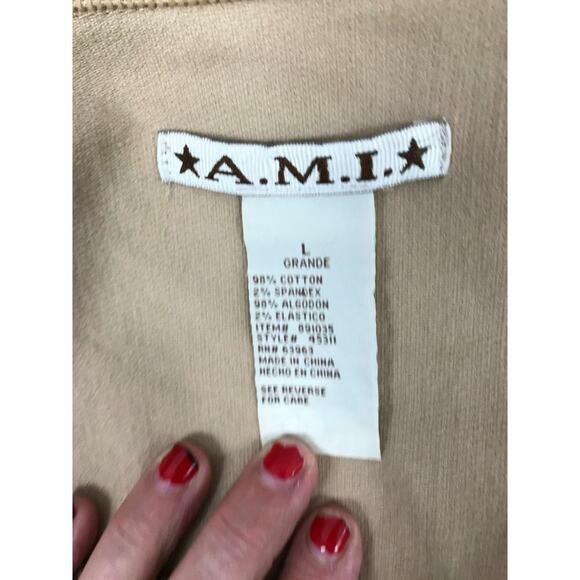 ★A.M.I.★
L
GRANDE
98% COTTON
2% SPANDEX
98% ALGODON
2% ELASTICO
ITEM# 891035
STYLE# 45311
RN# 63963
MADE IN CHINA
HECHO EN CHINA
SEE REVERSE
FOR CARE